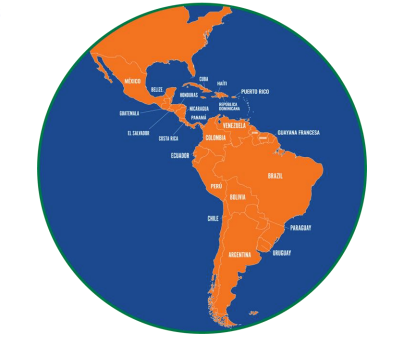 MÉXICO
CUBA
HAITÍ
BELIZE
HONDURAS
PUERTO RICO
REPÚBLICA
DOMINICANA
GUATEMALA
NICARAGUA
PANAMÁ
EL SALVADOR
COSTA RICA
VENEZUELA
COLOMBIA
GUAYANA FRANCESA
ECUADOR
BRAZIL
PERÚ
BOLIVIA
CHILE
PARAGUAY
ARGENTINA
URUGUAY